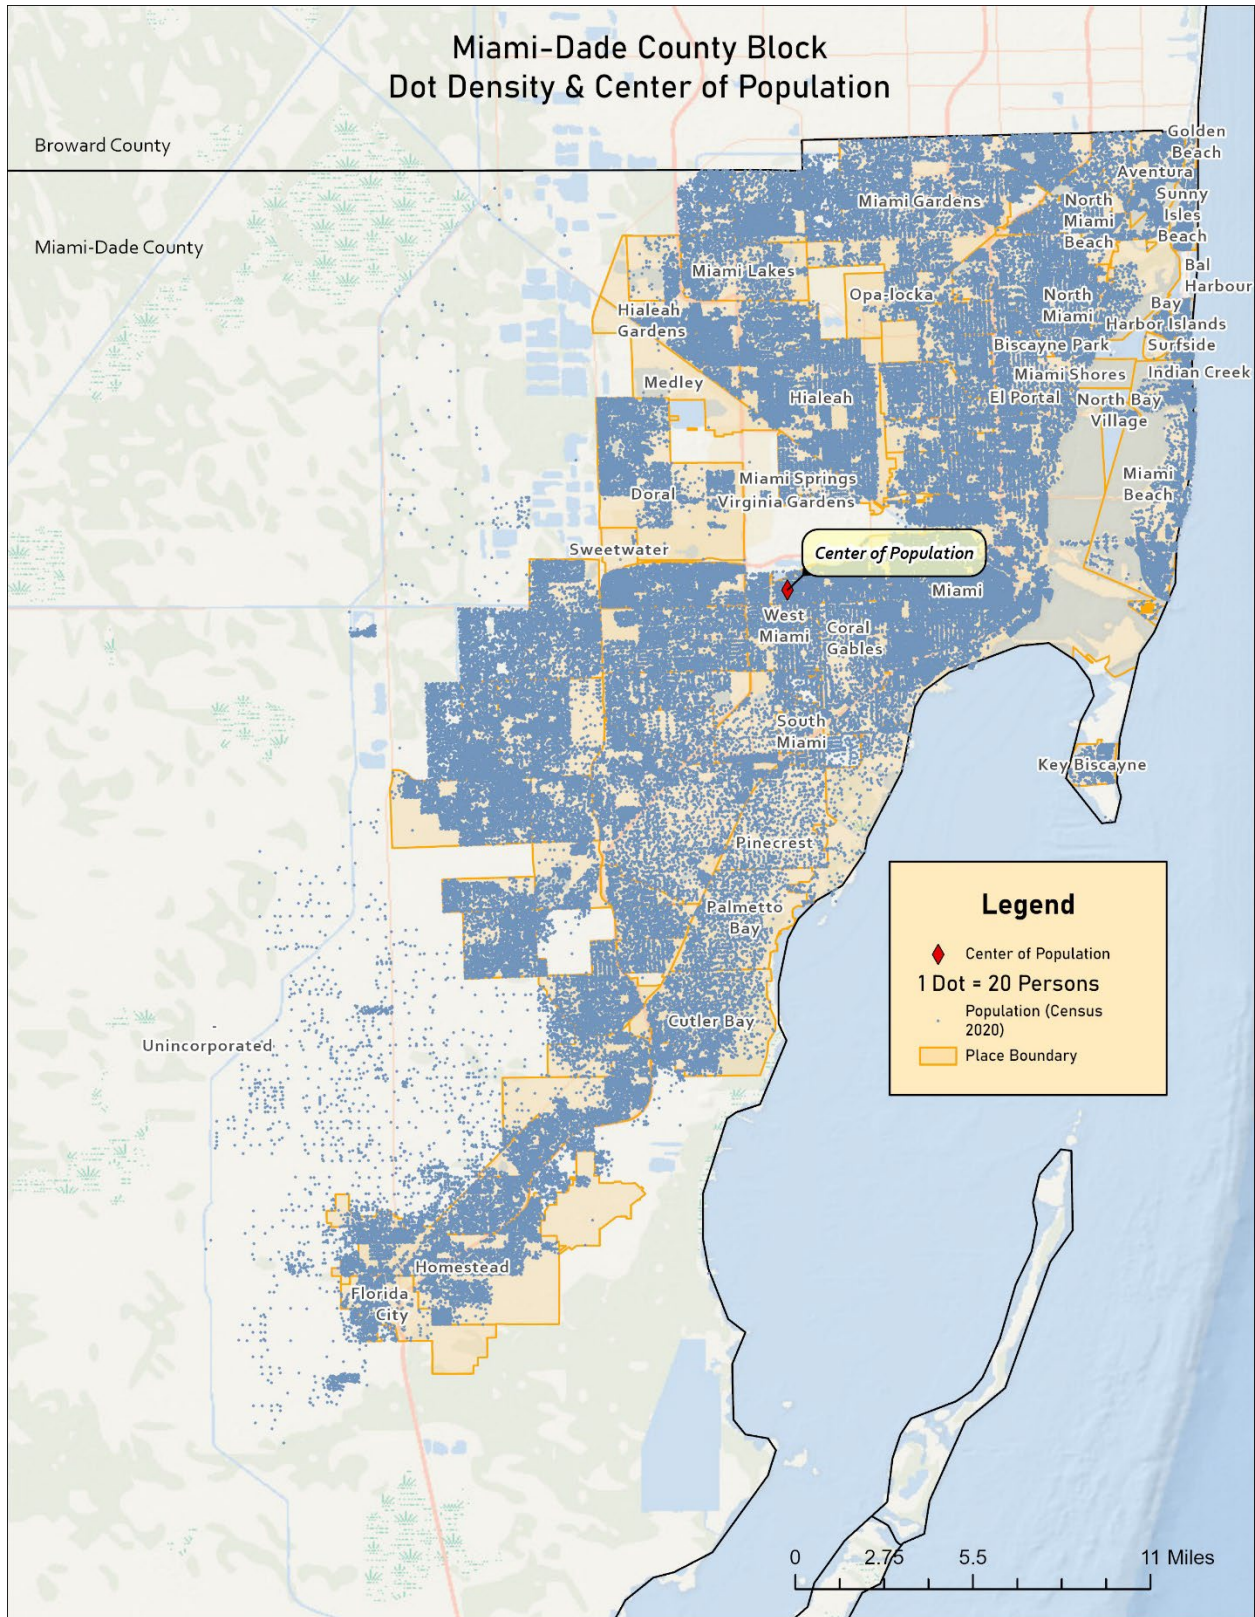 Miami-Dade County Block
Dot Density & Center of Population
Broward County
Miami-Dade County
Golden
Beach
Aventura
Sunny
Isles
Beach
Miami Gardens
North
Miami
Beach
Bal
Harbour
Miami Lakes
Opa-locka
North
Miami
Bay
Harbor Islands
Hialeah
Gardens
Biscayne Park
Surfside
Miami Shores
Indian Creek
Medley
Hialeah
El Portal
North Bay
Village
Miami Springs
Virginia Gardens
Doral
Miami
Beach
Sweetwater
Center of Population
Miami
West
Miami
Coral
Gables
South
Miami
Key Biscayne
Pinecrest
Palmetto
Bay
Cutler Bay
Unincorporated
Homestead
Florida
City
Legend
Center of Population
1 Dot = 20 Persons
Population (Census
2020)
Place Boundary
0 2.75 5.5 11 Miles